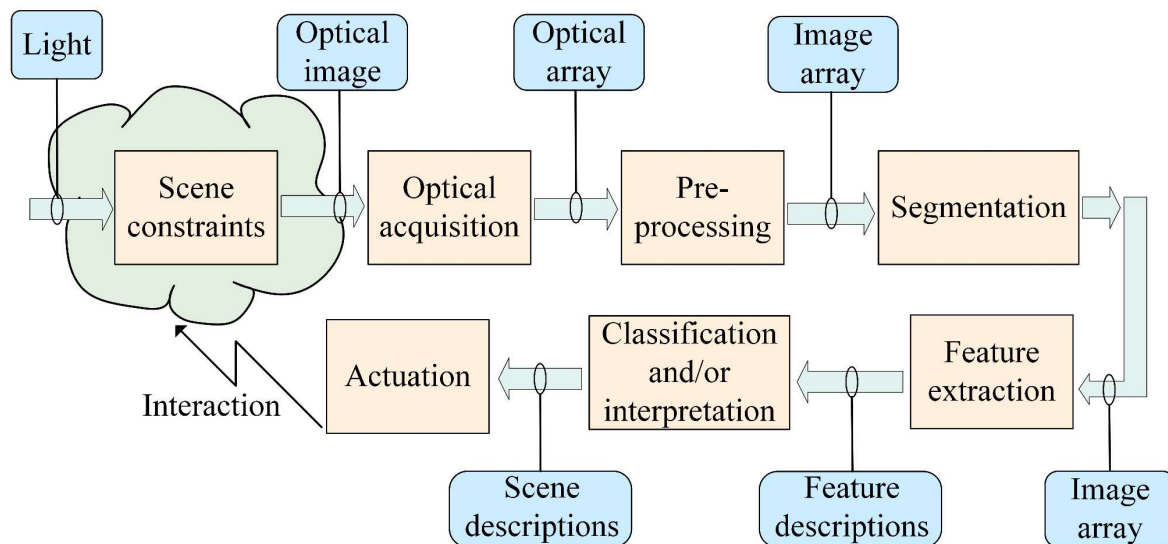 Light
Optical
image
Optical
array
Image
array
Scene
constraints
Optical
acquisition
Pre-
processing
Segmentation
Interaction
Actuation
Classification
and/or
interpretation
Feature
extraction
Scene
descriptions
Feature
descriptions
Image
array